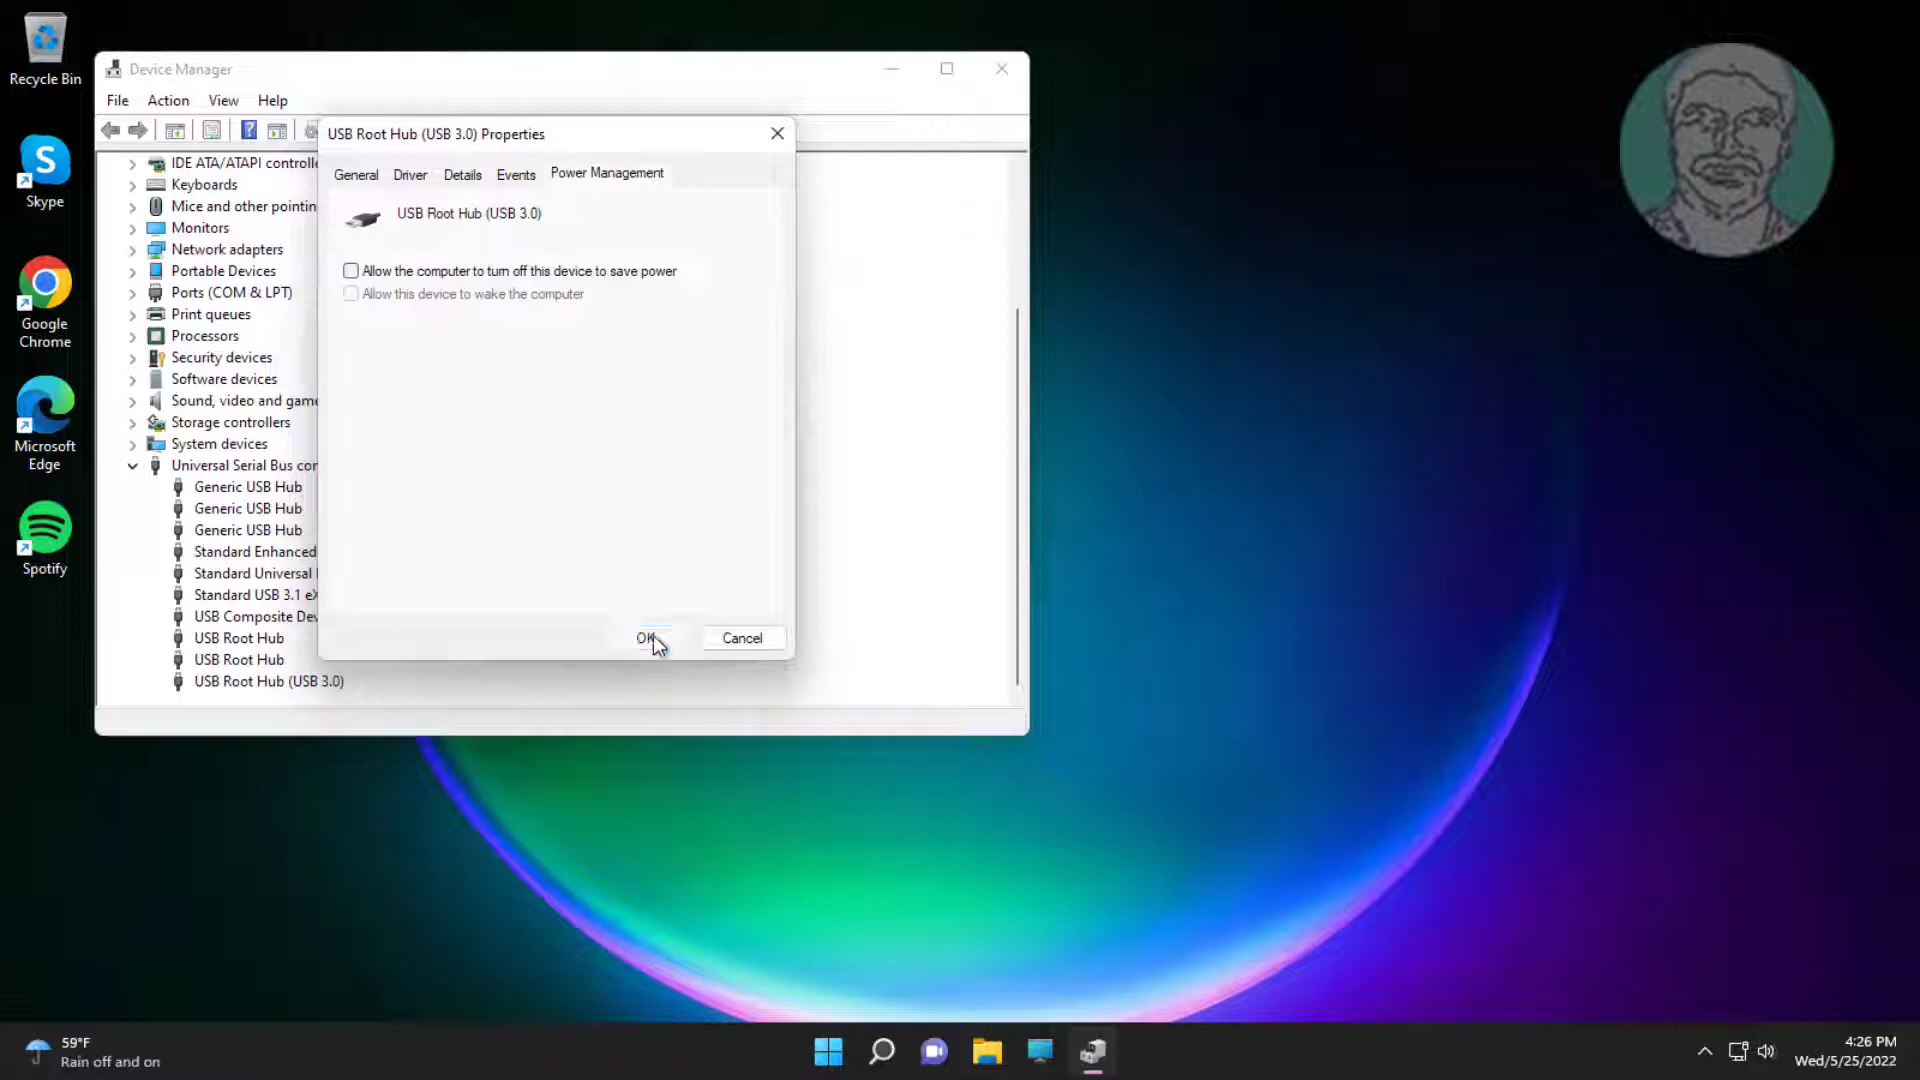 Recycle Bin
Skype
Google
Chrome
Microsoft
Edge
Spotify
Device Manager
File Action View Help
IDE ATA/ATAPI controlle
Keyboards
Mice and other pointin
Monitors
Network adapters
Portable Devices
Ports (COM & LPT)
Print queues
Processors
Security devices
Software devices
Sound, video and game
Storage controllers
System devices
Universal Serial Bus con
Generic USB Hub
Generic USB Hub
Generic USB Hub
Standard Enhanced
Standard Universal
Standard USB 3.1 eX
USB Composite Dev
USB Root Hub
USB Root Hub
USB Root Hub (USB 3.0)
USB Root Hub (USB 3.0) Properties
General Driver Details Events Power Management
USB Root Hub (USB 3.0)
Allow the computer to turn off this device to save power
Allow this device to wake the computer
OK Cancel
59°F
Rain off and on
4:26 PM
Wed/5/25/2022